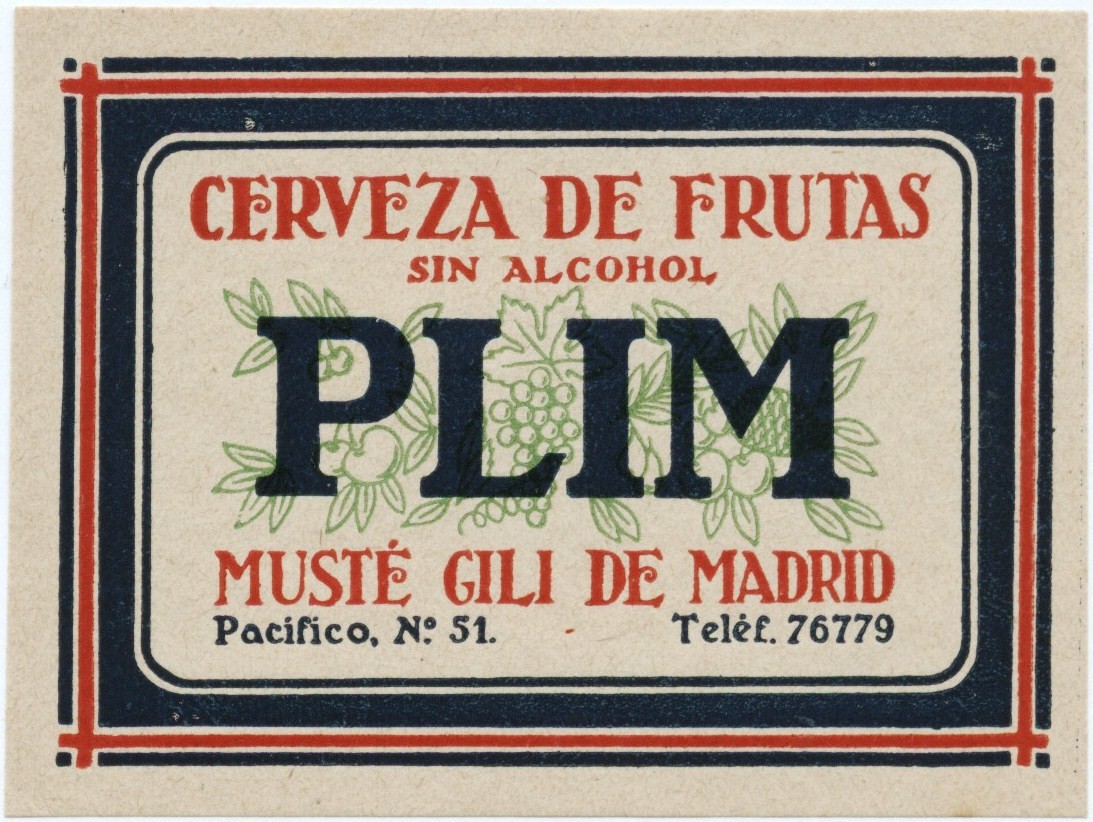 CERVEZA DE FRUTAS
SIN ALCOHOL
PLIM
MUSTÉ GILI DE MADRID
Pacifico, Nº 51. Teléf. 76779